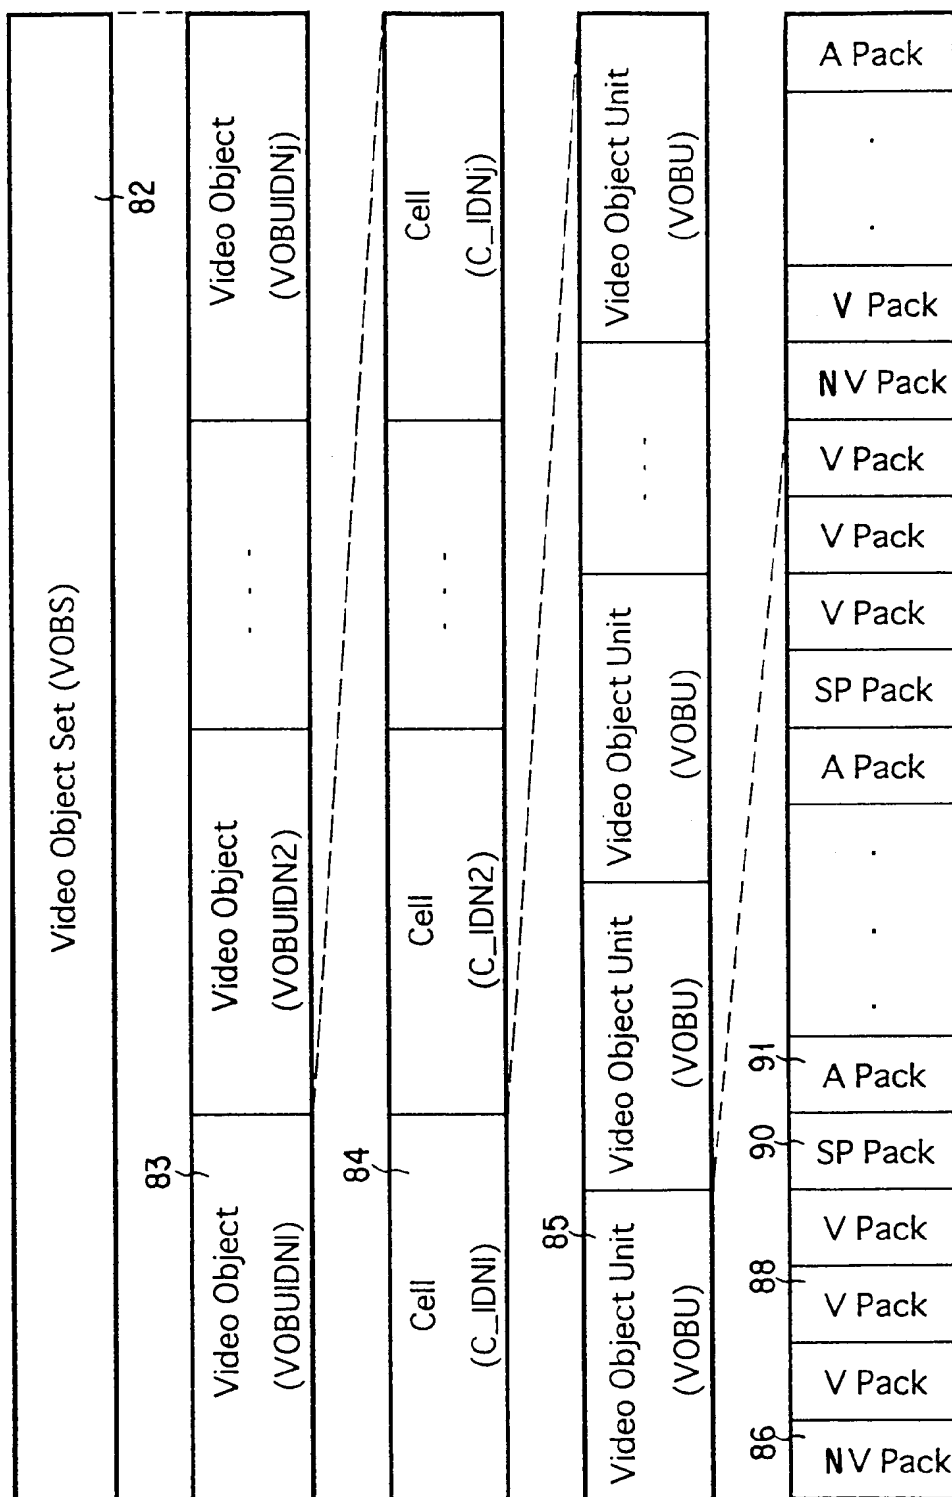 Video Object Set (VOBS)
82
83
Video Object
(VOBUIDNI)
Video Object
(VOBUIDN2)
. . .
Video Object
(VOBUIDNj)
84
Cell
(C_IDNI)
Cell
(C_IDN2)
. . .
Cell
(C_IDNj)
85
Video Object Unit
(VOBU)
Video Object Unit
(VOBU)
Video Object Unit
(VOBU)
. . .
Video Object Unit
(VOBU)
86
88
90
91
NV Pack
V Pack
V Pack
V Pack
SP Pack
A Pack
. . .
A Pack
SP Pack
V Pack
V Pack
V Pack
NV Pack
V Pack
. .
A Pack